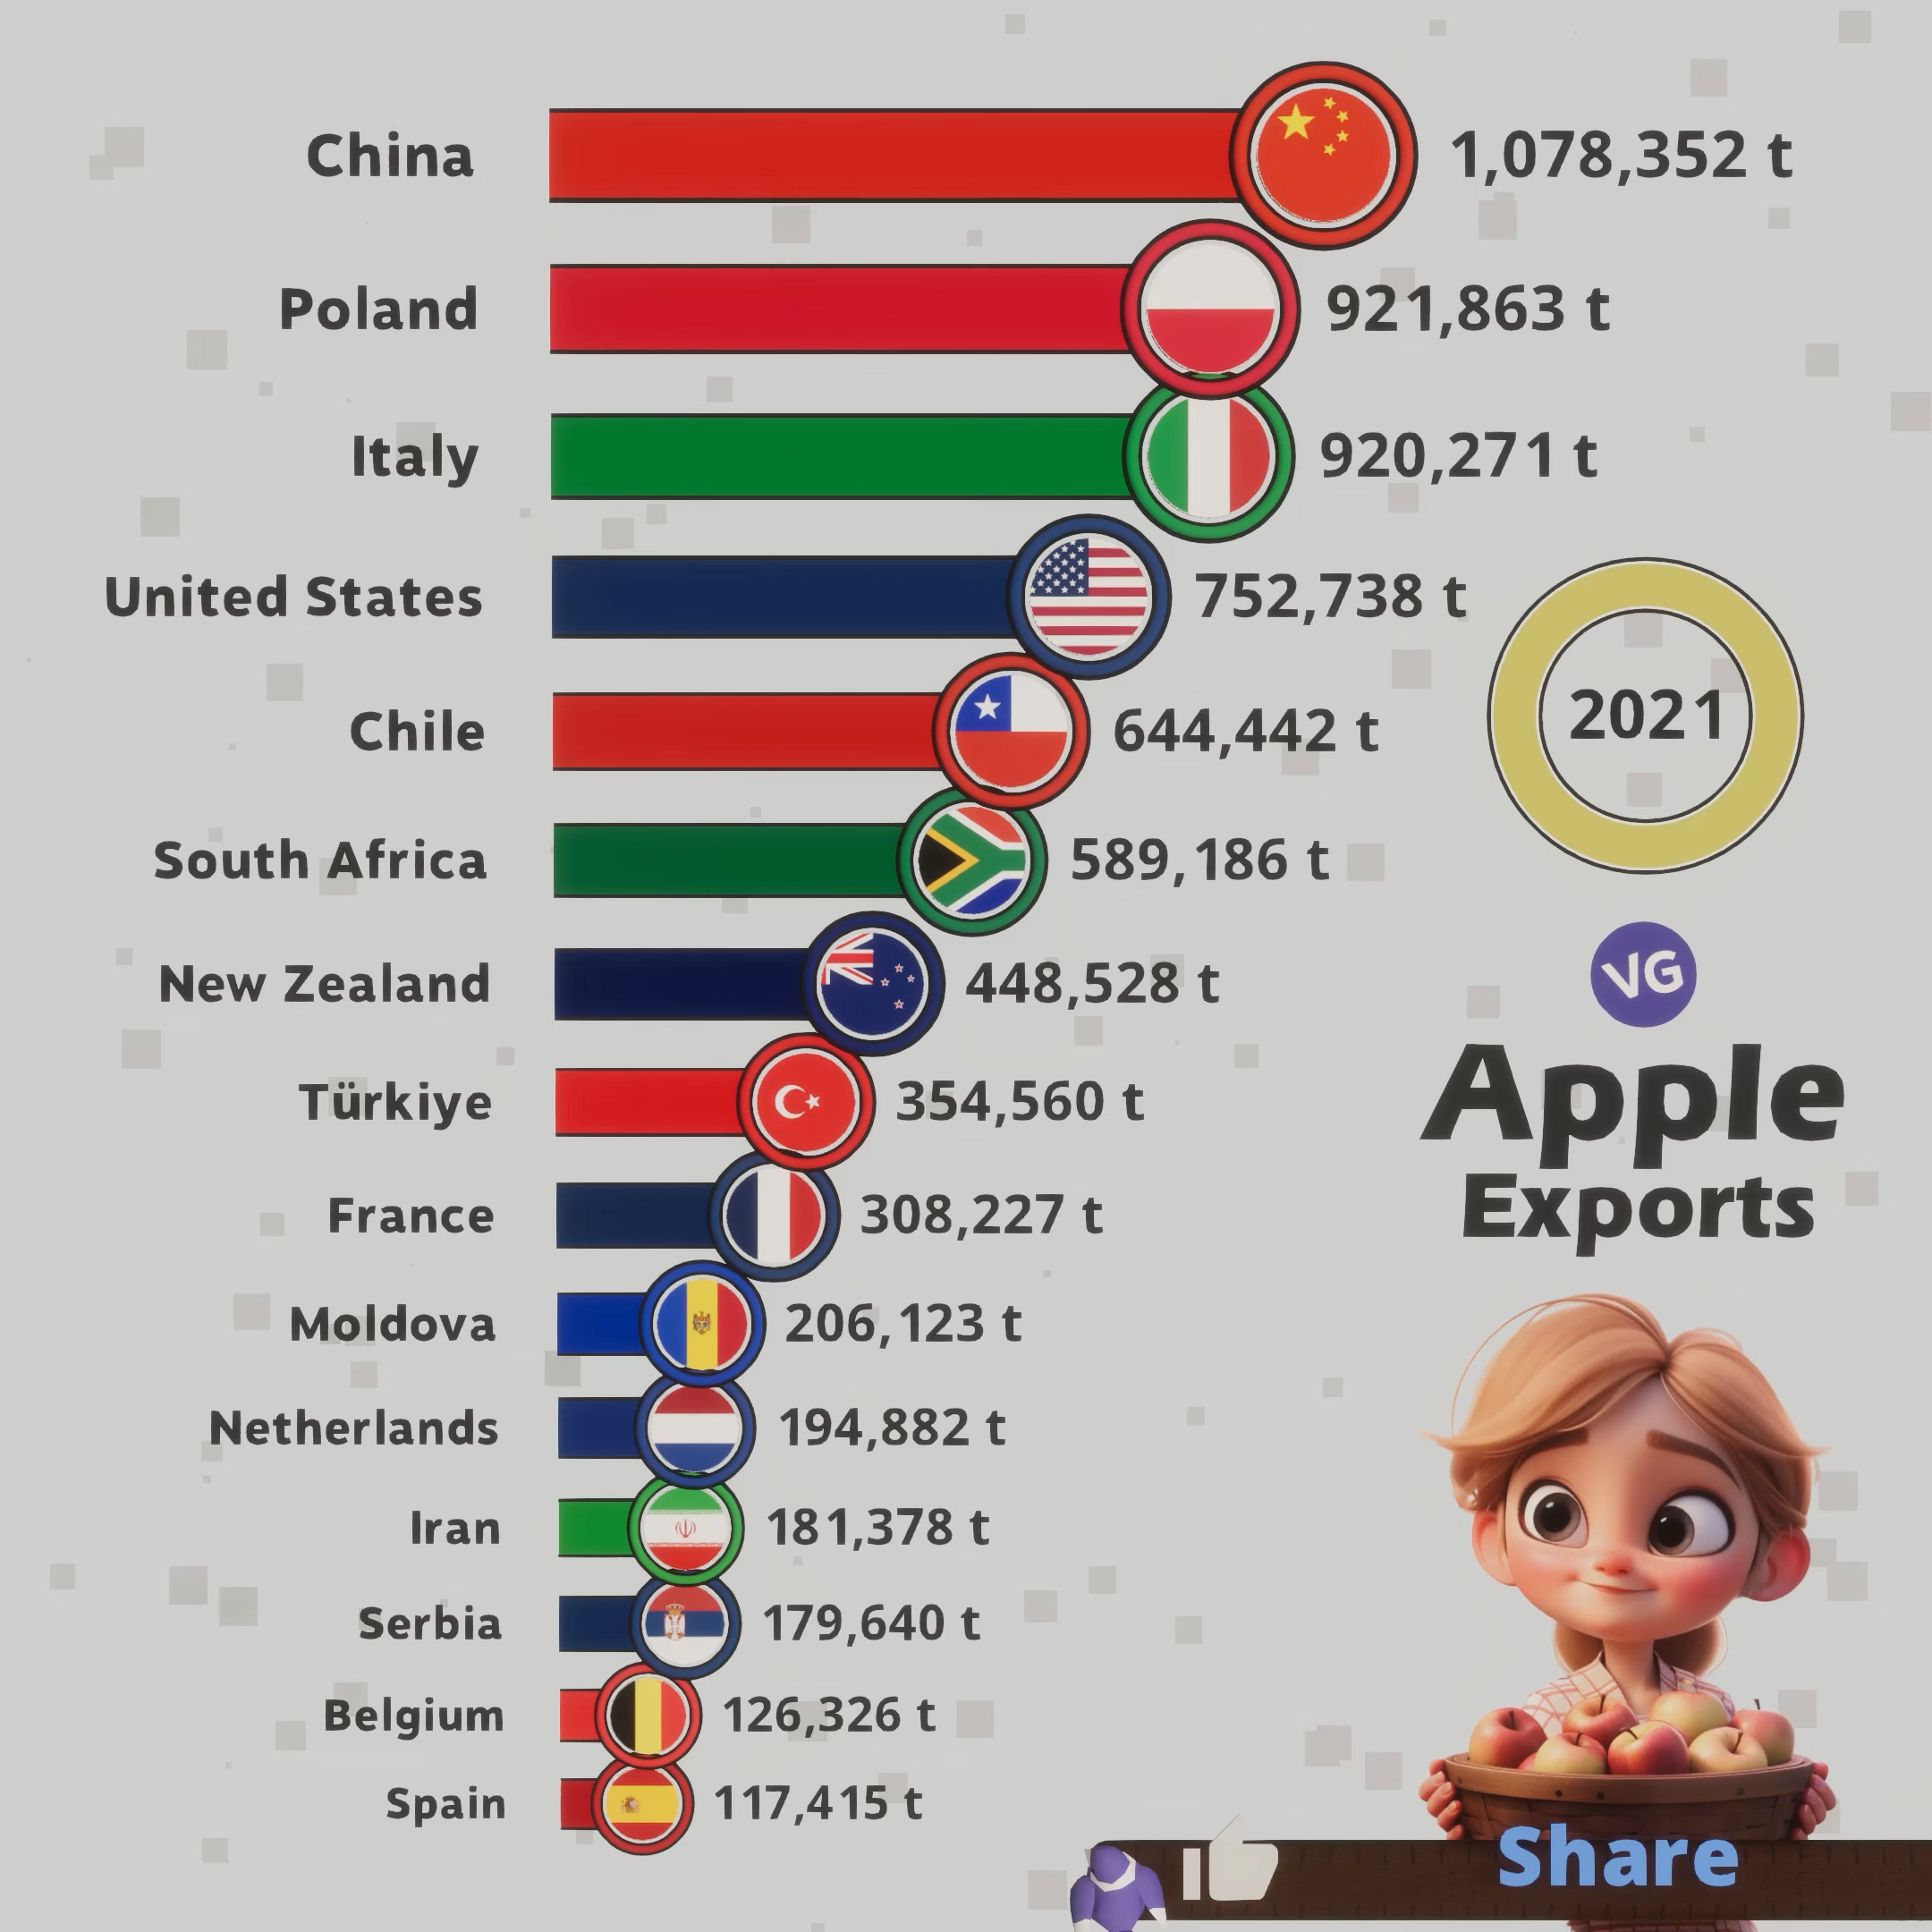 China 1,078,352 t
Poland 921,863 t
Italy 920,271 t
United States 752,738 t
Chile 644,442 t
2021
South Africa 589,186 t
New Zealand 448,528 t
VG
Apple
Exports
Türkiye 354,560 t
France 308,227 t
Moldova 206,123 t
Netherlands 194,882 t
Iran 181,378 t
Serbia 179,640 t
Belgium 126,326 t
Spain 117,415 t
Share